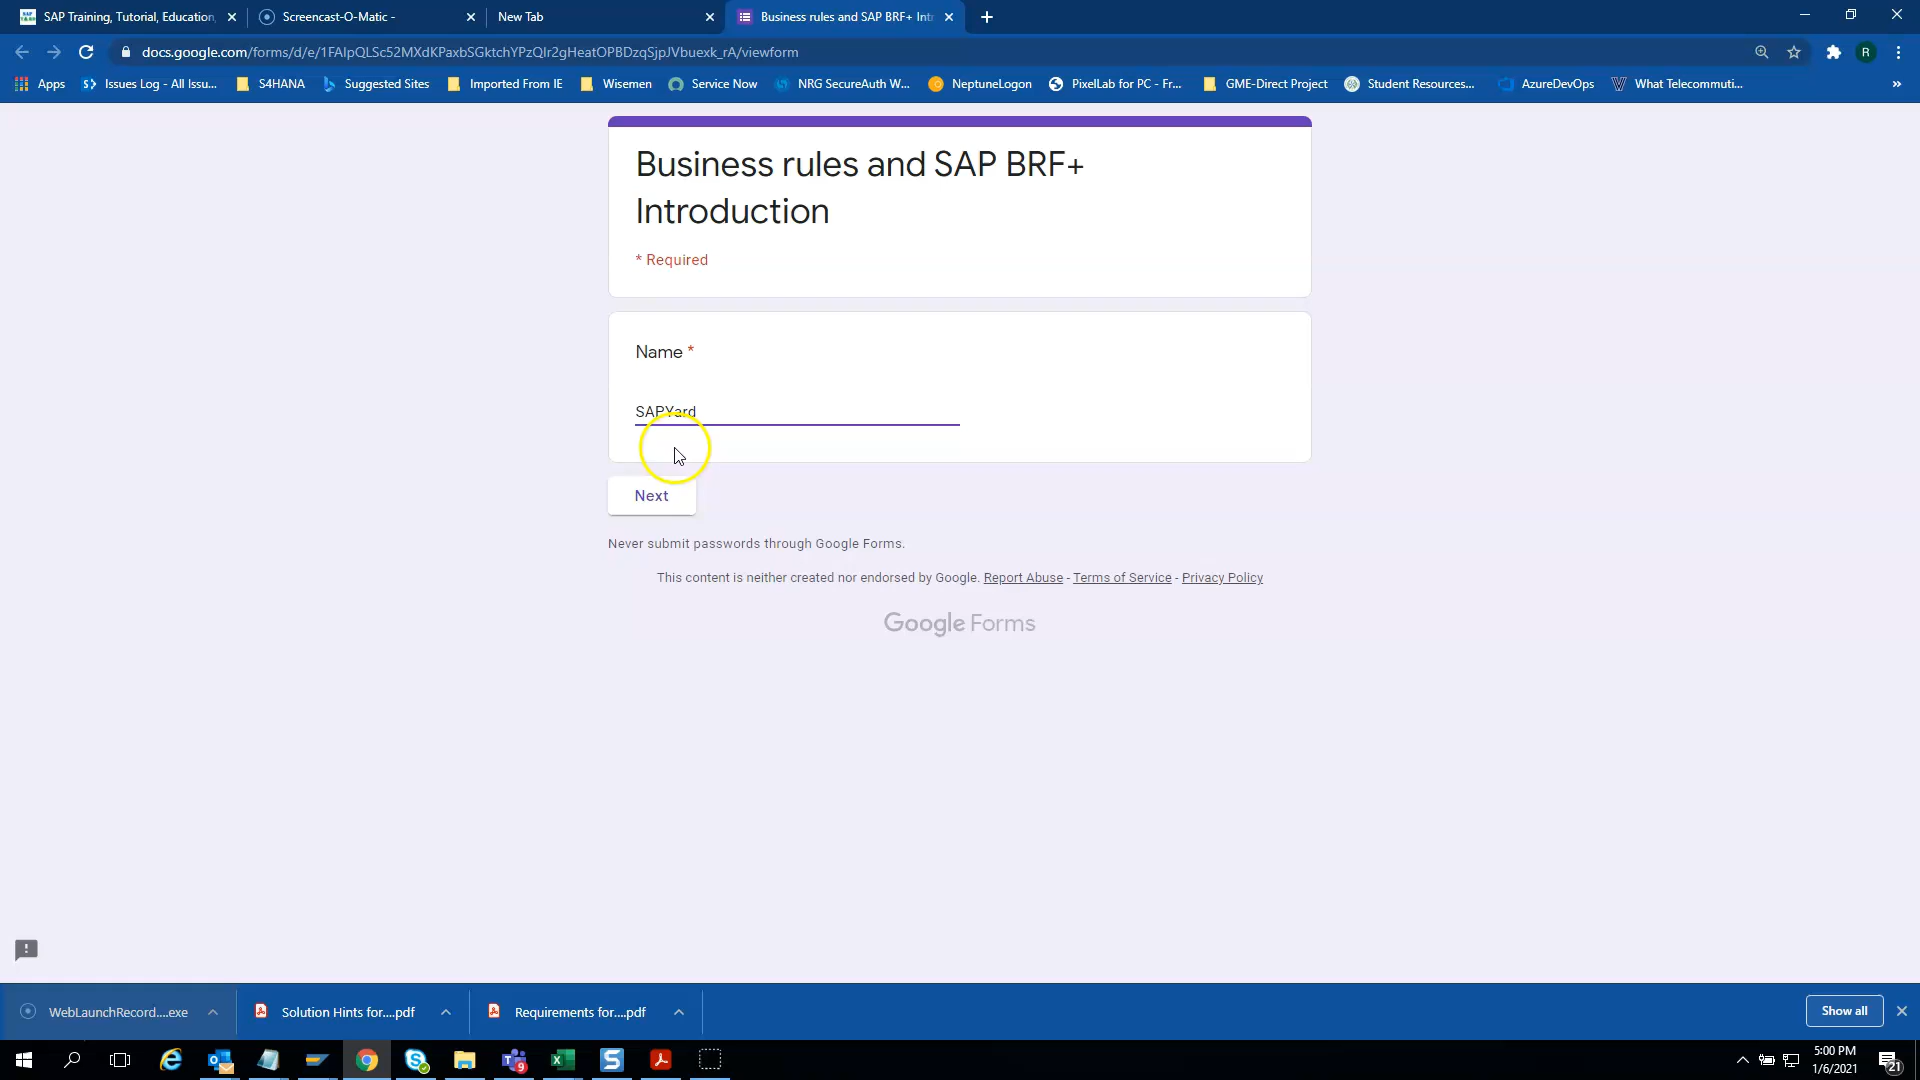 SAP Training, Tutorial, Education,
Screencast-O-Matic -
New Tab
Business rules and SAP BRF+ Intr
docs.google.com/forms/d/e/1FAIpQLSc52MXdKPaxbSGktchYPzQIr2gHeatOPBDzqSjpJVbuexk_rA/viewform
R
Apps
Issues Log - All Issu...
S4HANA
Suggested Sites
Imported From IE
Wisemen
Service Now
NRG SecureAuth W...
NeptuneLogon
PixelLab for PC - Fr...
GME-Direct Project
Student Resources...
AzureDevOps
What Telecommuti...
»
Business rules and SAP BRF+
Introduction
* Required
Name *
SAPYard
Next
Never submit passwords through Google Forms.
This content is neither created nor endorsed by Google. Report Abuse - Terms of Service - Privacy Policy
Google Forms
WebLaunchRecord....exe
Solution Hints for....pdf
Requirements for....pdf
Show all
5:00 PM
1/6/2021
9
21